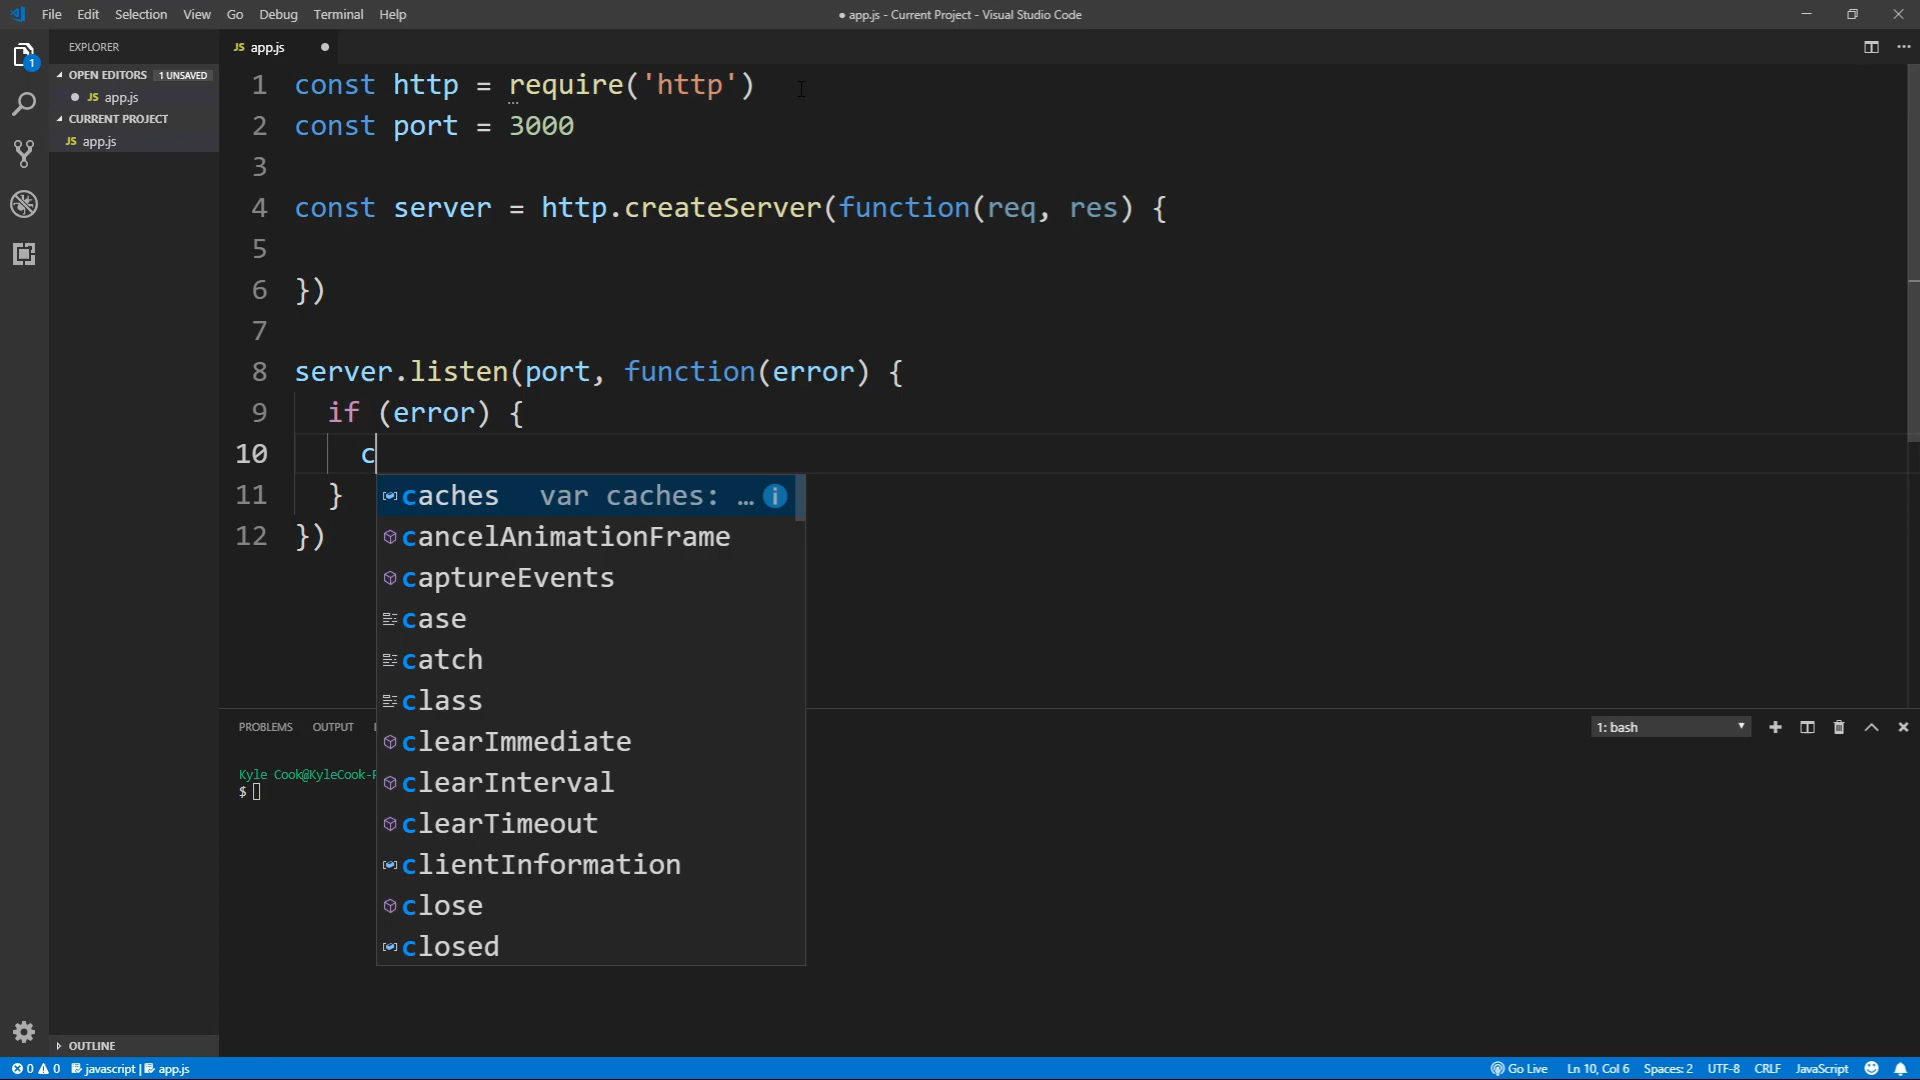 File Edit Selection View Go Debug Terminal Help
● app.js - Current Project - Visual Studio Code
EXPLORER
OPEN EDITORS 1 UNSAVED
JS app.js
CURRENT PROJECT
JS app.js
OUTLINE
1
JS app.js
1 const http = require('http')
2 const port = 3000
3
4 const server = http.createServer(function(req, res) {
5
6 })
7
8 server.listen(port, function(error) {
9 if (error) {
10 c
11 }
12 })
caches var caches: …
cancelAnimationFrame
captureEvents
case
catch
class
clearImmediate
clearInterval
clearTimeout
clientInformation
close
closed
PROBLEMS OUTPUT
1: bash
Kyle Cook@KyleCook-
$
0 0 javascript | app.js
Go Live Ln 10, Col 6 Spaces: 2 UTF-8 CRLF JavaScript